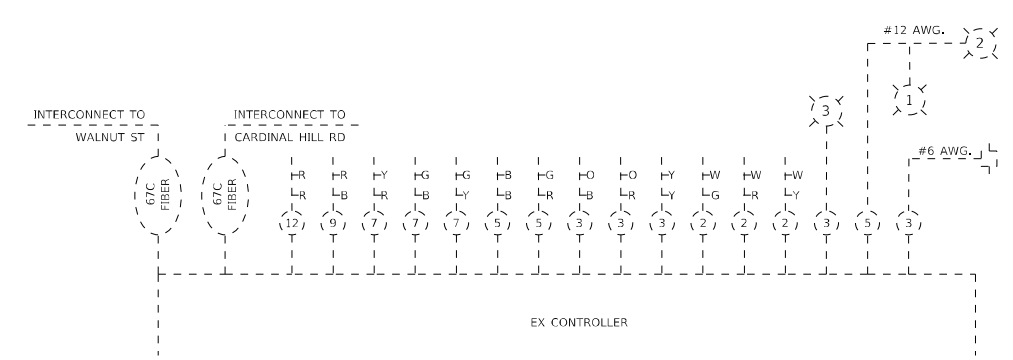 #12 AWG.
2
1
3
INTERCONNECT TO
WALNUT ST
INTERCONNECT TO
CARDINAL HILL RD
#6 AWG.
67C
FIBER
67C
FIBER
R R Y G G B G O O Y W W W
R B R B Y B R B R Y G R Y
12 9 7 7 7 5 5 3 3 3 2 2 2 3 5 3
EX CONTROLLER